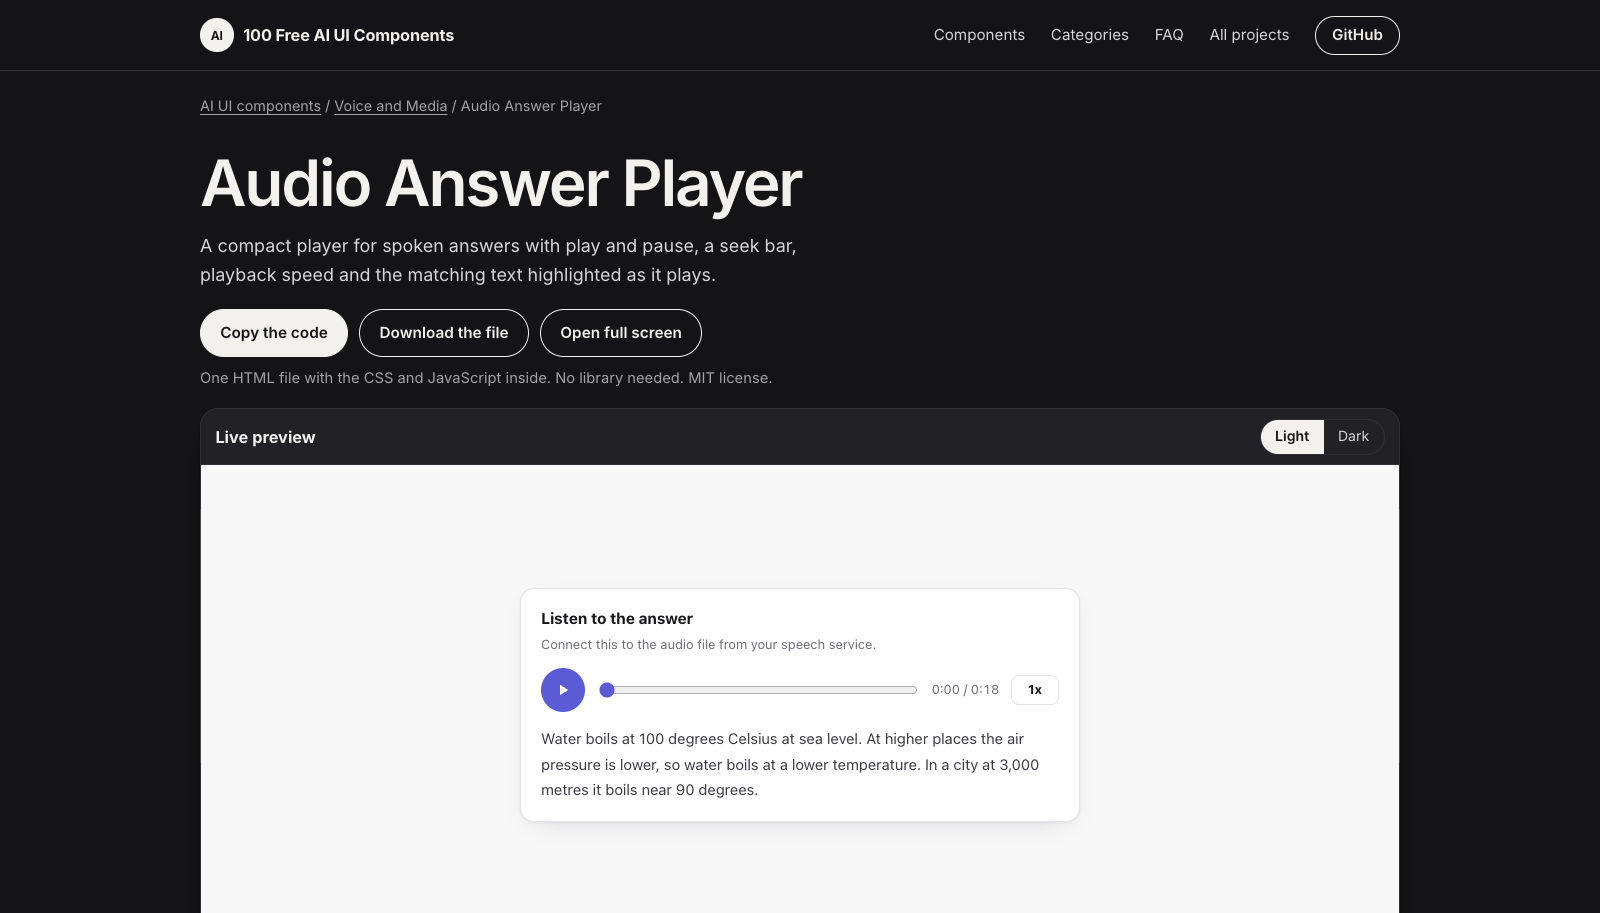 AI
100 Free AI UI Components
Components
Categories
FAQ
All projects
GitHub
AI UI components / Voice and Media / Audio Answer Player
Audio Answer Player
A compact player for spoken answers with play and pause, a seek bar,
playback speed and the matching text highlighted as it plays.
Copy the code
Download the file
Open full screen
One HTML file with the CSS and JavaScript inside. No library needed. MIT license.
Live preview
Light
Dark
Listen to the answer
Connect this to the audio file from your speech service.
0:00 / 0:18
1x
Water boils at 100 degrees Celsius at sea level. At higher places the air
pressure is lower, so water boils at a lower temperature. In a city at 3,000
metres it boils near 90 degrees.